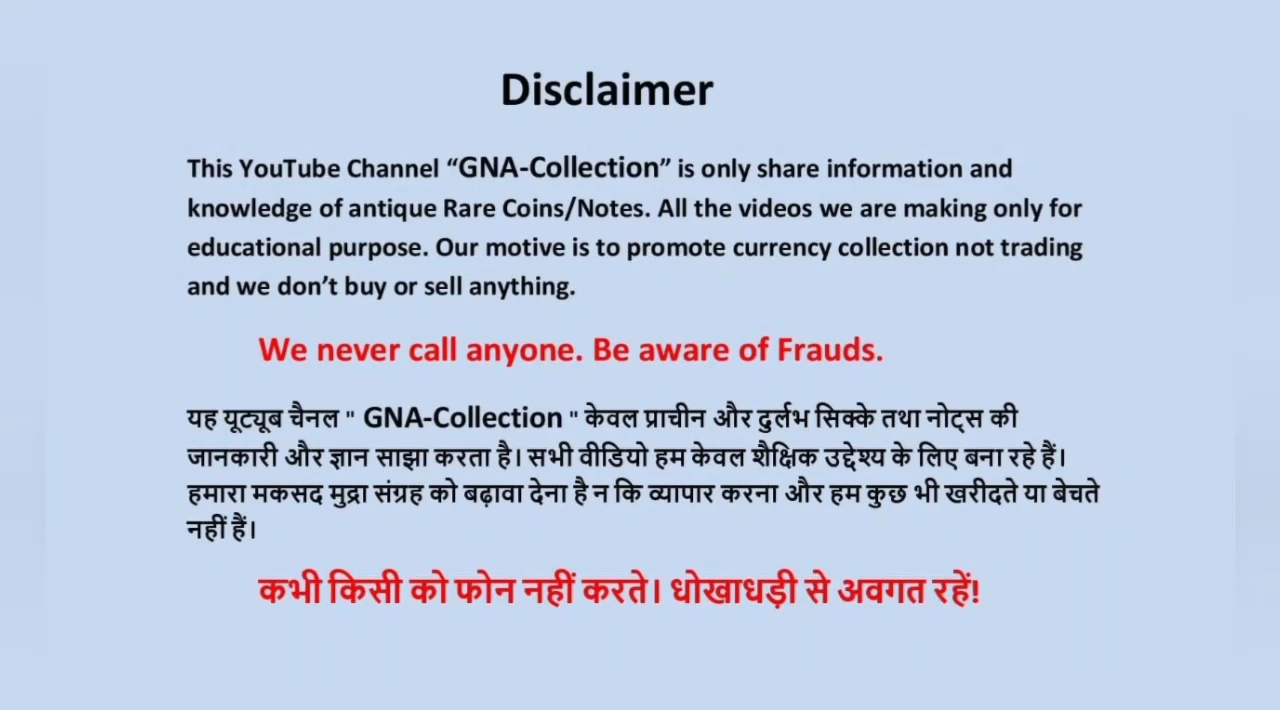 Disclaimer
This YouTube Channel “GNA-Collection” is only share information and
knowledge of antique Rare Coins/Notes. All the videos we are making only for
educational purpose. Our motive is to promote currency collection not trading
and we don’t buy or sell anything.
We never call anyone. Be aware of Frauds.
यह यूट्यूब चैनल " GNA-Collection " केवल प्राचीन और दुर्लभ सिक्के तथा नोट्स की
जानकारी और ज्ञान साझा करता है। सभी वीडियो हम केवल शैक्षिक उद्देश्य के लिए बना रहे हैं।
हमारा मकसद मुद्रा संग्रह को बढ़ावा देना है न कि व्यापार करना और हम कुछ भी खरीदते या बेचते
नहीं हैं।
कभी किसी को फोन नहीं करते। धोखाधड़ी से अवगत रहें!